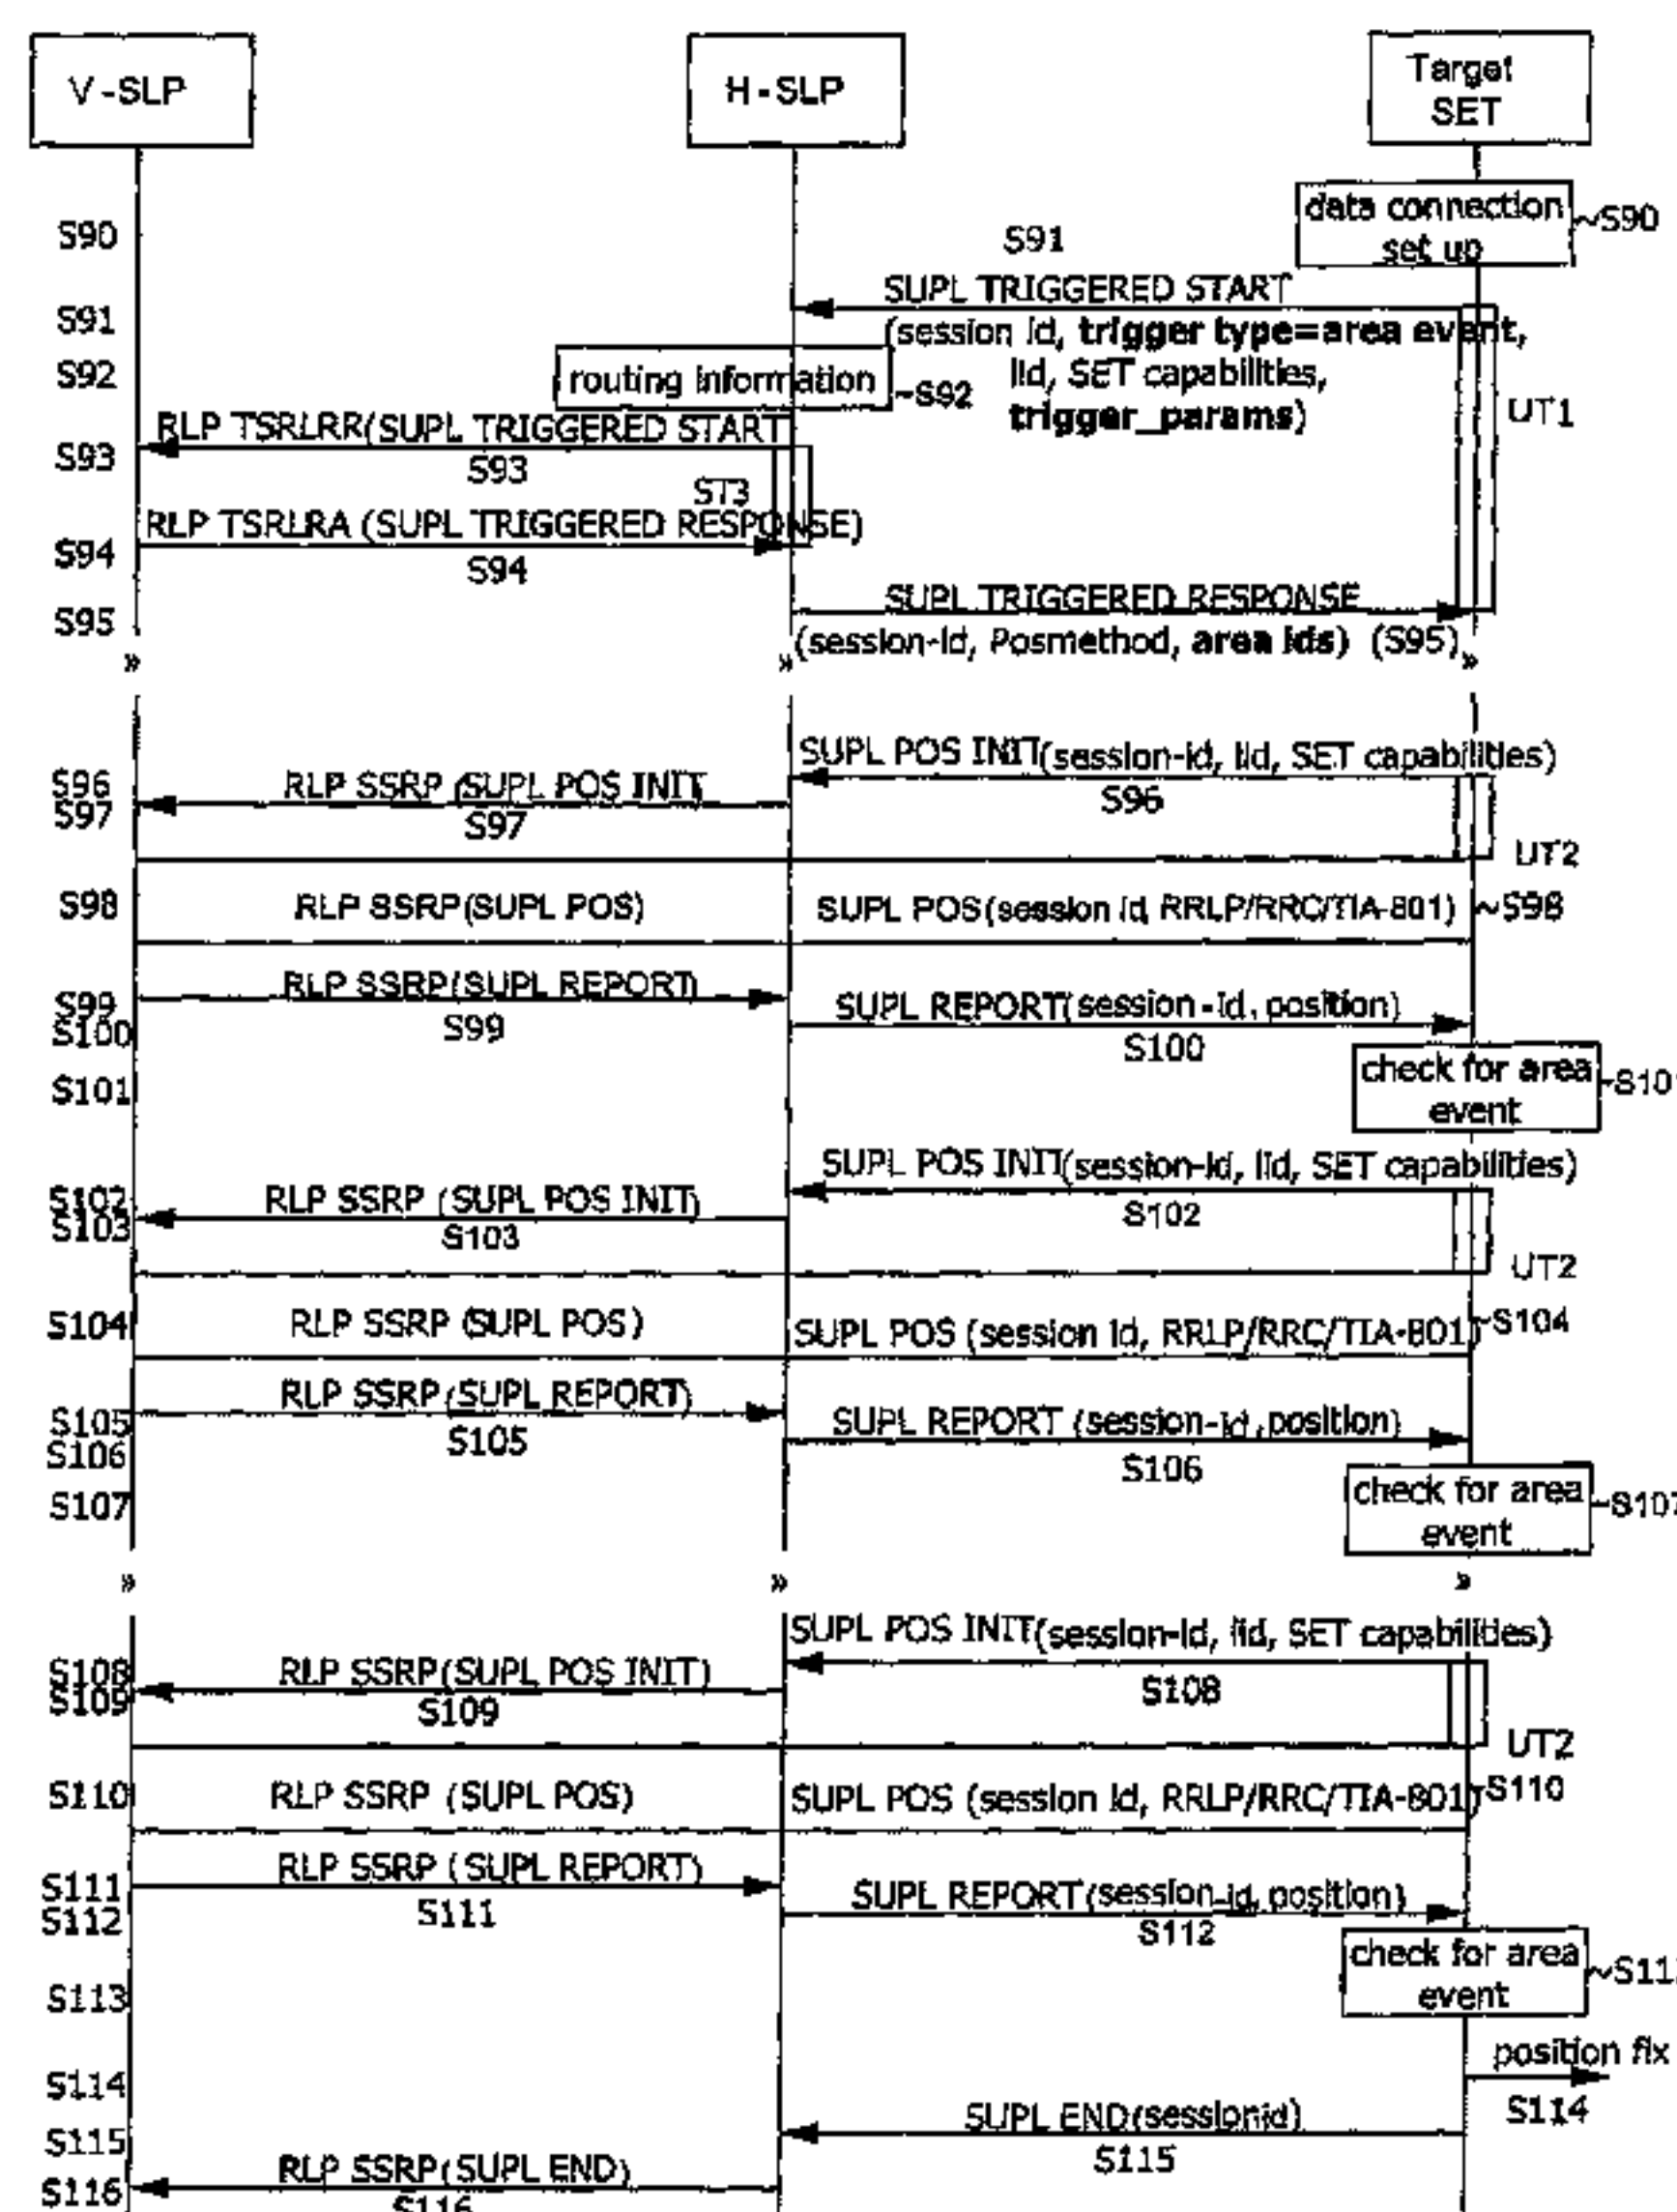 V-SLP
H-SLP
Target
SET
data connection
set up
~S90
S90
S91
SUPL TRIGGERED START
S91
(session id, trigger type=area event,
lid, SET capabilities,
trigger_params)
S92
routing information
~S92
UT1
RLP TSRLRR(SUPL TRIGGERED START
S93
S93
ST3
RLP TSRLRA (SUPL TRIGGERED RESPONSE)
S94
S94
SUPL TRIGGERED RESPONSE
S95
(session-id, Posmethod, area ids) (S95)
» » »
SUPL POS INIT(session-id, lid, SET capabilities)
S96
S96
RLP SSRP (SUPL POS INIT
S97
S97
UT2
S98
RLP SSRP(SUPL POS)
SUPL POS(session id, RRLP/RRC/TIA-801)
~S98
RLP SSRP(SUPL REPORT)
S99
S99
SUPL REPORT(session-id, position)
S100
S100
check for area
event
~S101
S101
SUPL POS INIT(session-id, lid, SET capabilities)
S102
S102
RLP SSRP (SUPL POS INIT)
S103
S103
UT2
S104
RLP SSRP (SUPL POS)
SUPL POS (session id, RRLP/RRC/TIA-801)
~S104
RLP SSRP(SUPL REPORT)
S105
S105
SUPL REPORT (session-id, position)
S106
S106
S107
check for area
event
~S107
» » »
SUPL POS INIT(session-id, lid, SET capabilities)
S108
S108
RLP SSRP(SUPL POS INIT)
S109
S109
UT2
S110
RLP SSRP (SUPL POS)
SUPL POS (session id, RRLP/RRC/TIA-801)
~S110
RLP SSRP (SUPL REPORT)
S111
S111
SUPL REPORT(session-id, position)
S112
S112
check for area
event
~S113
S113
position fix
S114
S114
SUPL END(sessionid)
S115
S115
RLP SSRP(SUPL END)
S116
S116